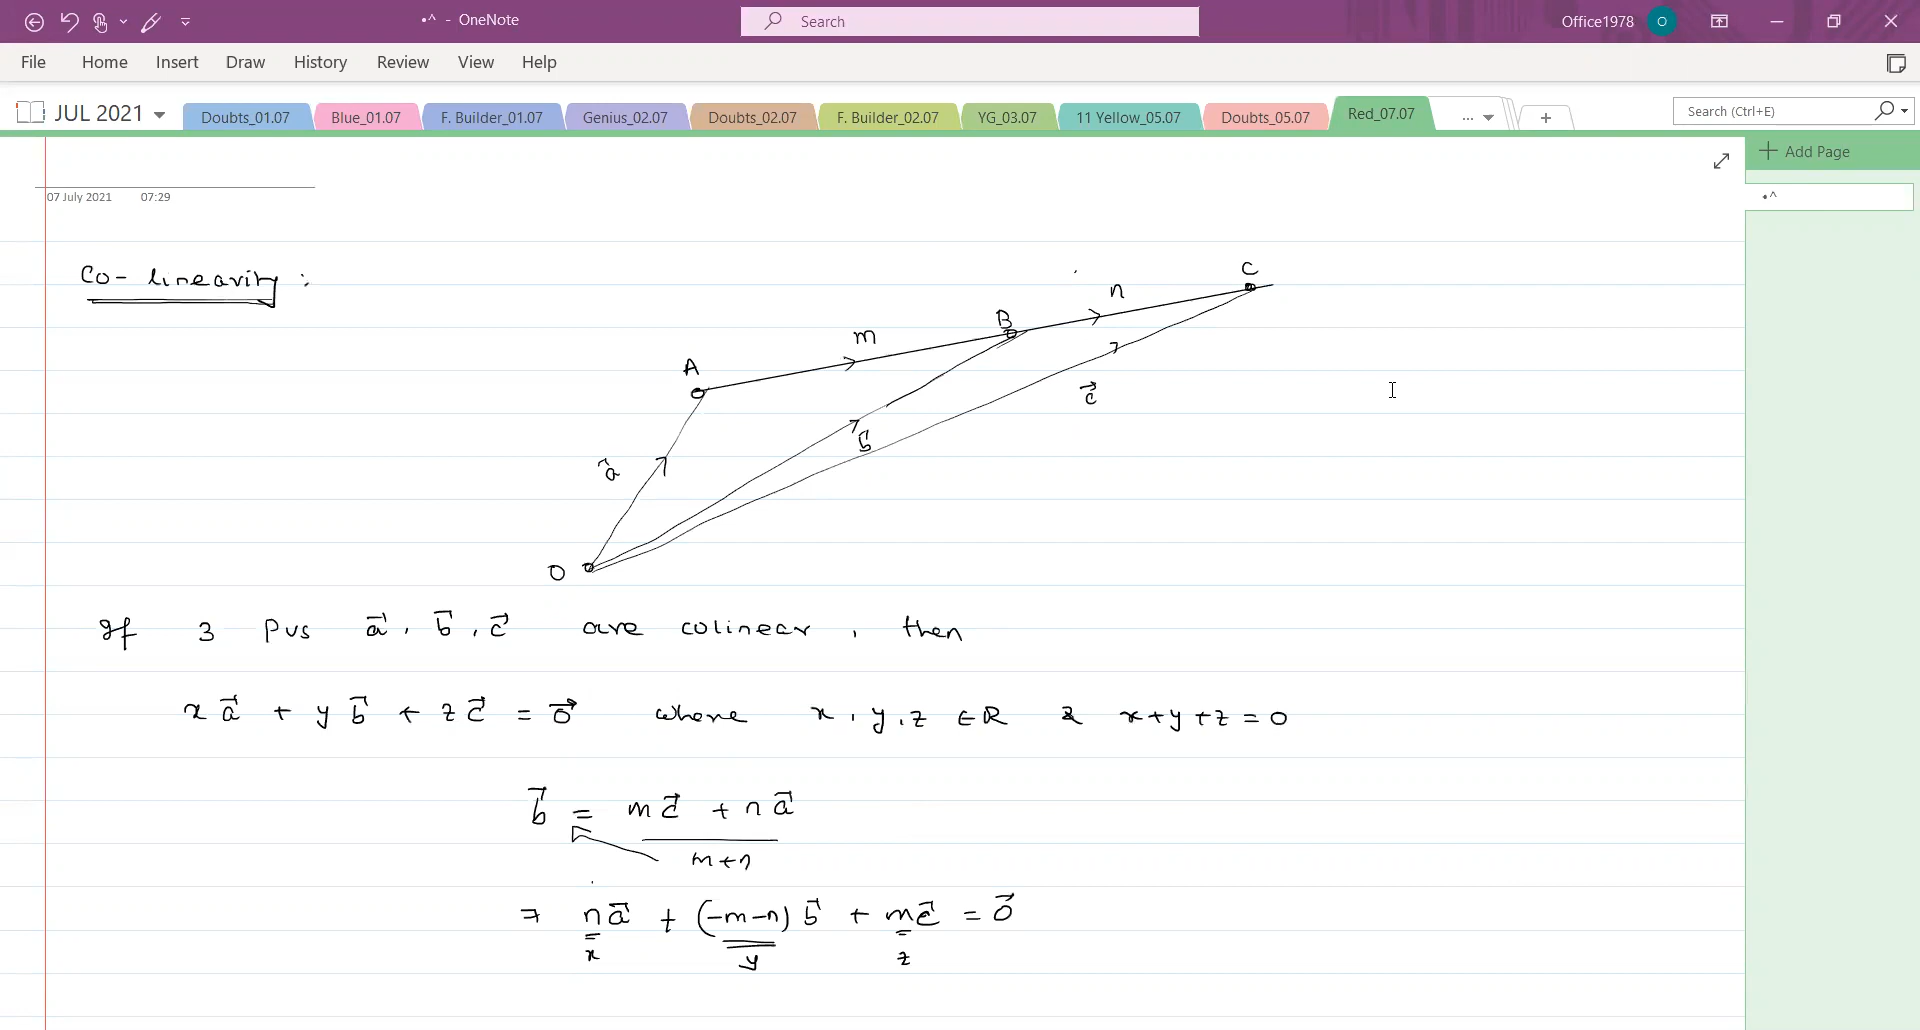 •^ - OneNote
Search
Office1978
O
File Home Insert Draw History Review View Help
JUL 2021
Doubts_01.07 Blue_01.07 F. Builder_01.07 Genius_02.07 Doubts_02.07 F. Builder_02.07 YG_03.07 11 Yellow_05.07 Doubts_05.07 Red_07.07 ... +
Search (Ctrl+E)
Add Page
•^
07 July 2021 07:29
Co-linearity :
C
n
B
m
A
c⃗
b⃗
a⃗
O
If 3 Pvs a⃗, b⃗, c⃗ are colinear, then
x a⃗ + y b⃗ + z c⃗ = 0⃗ where x, y, z ∈ R & x+y+z = 0
b⃗ = m c⃗ + n a⃗
m+n
⇒ n a⃗ + (-m-n) b⃗ + m c⃗ = 0⃗
x y z